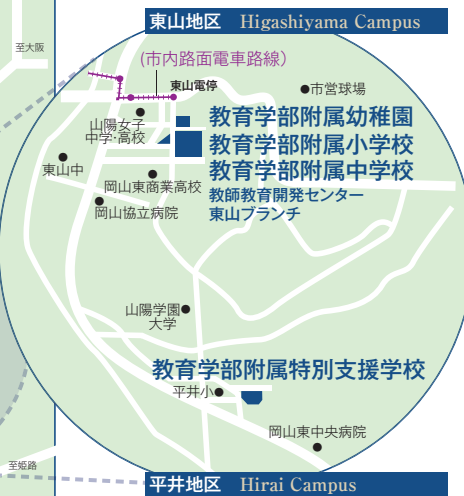 東山地区 Higashiyama Campus
至大阪
(市内路面電車路線)
東山電停
市営球場
山陽女子
中学・高校
教育学部附属幼稚園
教育学部附属小学校
教育学部附属中学校
教師教育開発センター
東山ブランチ
東山中
岡山東商業高校
岡山協立病院
山陽学園
大学
教育学部附属特別支援学校
平井小
岡山東中央病院
至姫路
平井地区 Hirai Campus